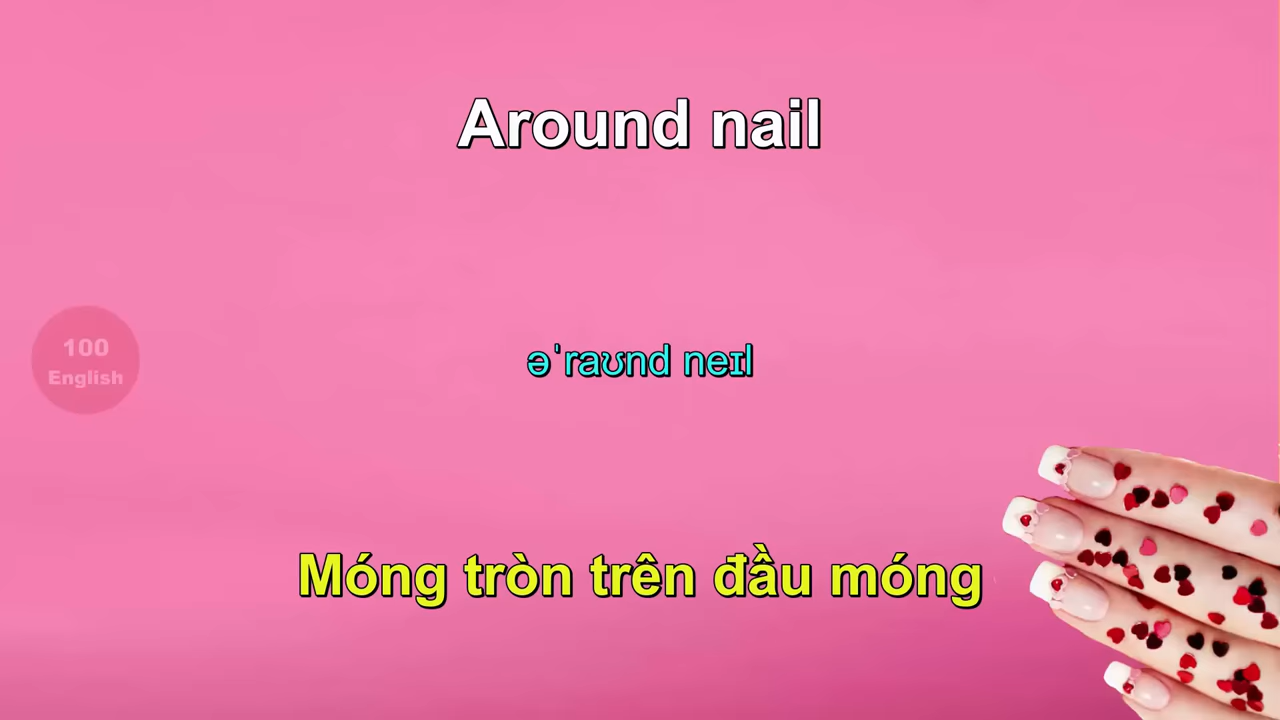 Around nail
əˈraʊnd neɪl
100
English
Móng tròn trên đầu móng